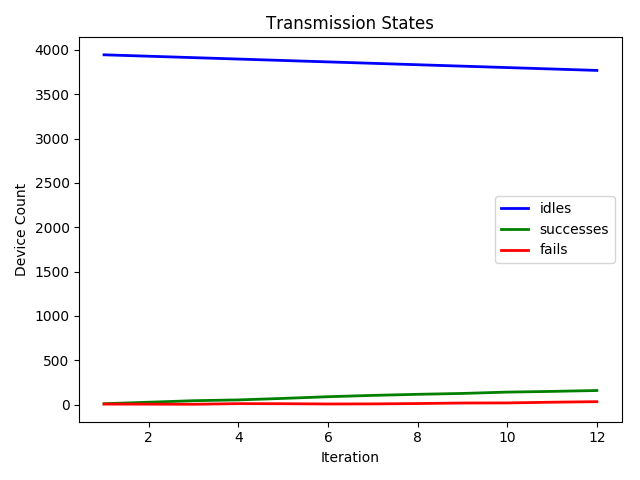 Transmission States
Device Count
4000
3500
3000
2500
2000
1500
1000
500
0
idles
successes
fails
2 4 6 8 10 12
Iteration